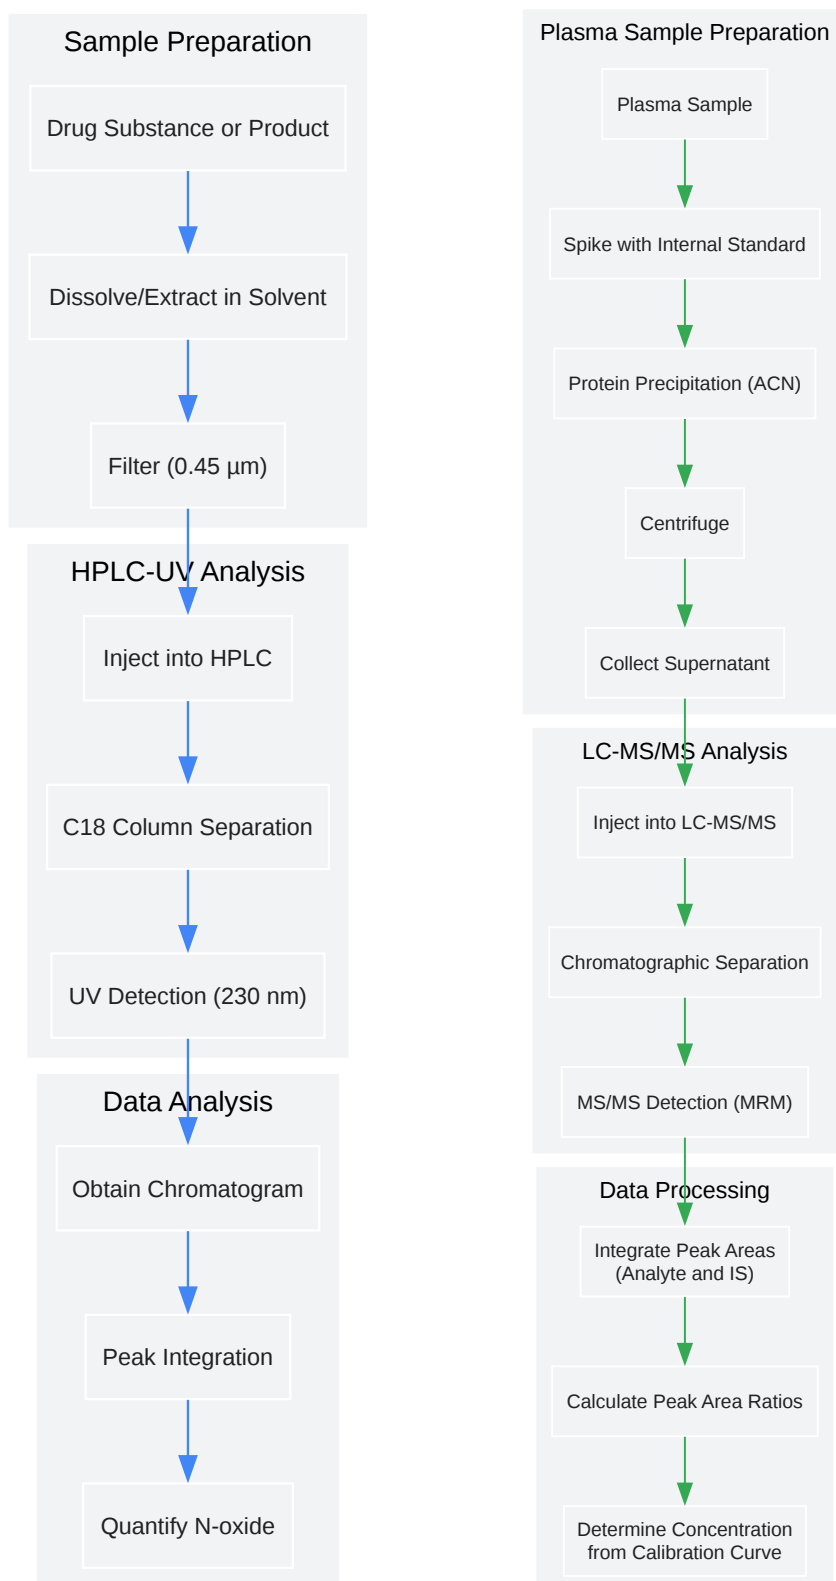 Sample Preparation
Drug Substance or Product
Dissolve/Extract in Solvent
Filter (0.45 µm)
HPLC-UV Analysis
Inject into HPLC
C18 Column Separation
UV Detection (230 nm)
Data Analysis
Obtain Chromatogram
Peak Integration
Quantify N-oxide
Plasma Sample Preparation
Plasma Sample
Spike with Internal Standard
Protein Precipitation (ACN)
Centrifuge
Collect Supernatant
LC-MS/MS Analysis
Inject into LC-MS/MS
Chromatographic Separation
MS/MS Detection (MRM)
Data Processing
Integrate Peak Areas
(Analyte and IS)
Calculate Peak Area Ratios
Determine Concentration
from Calibration Curve